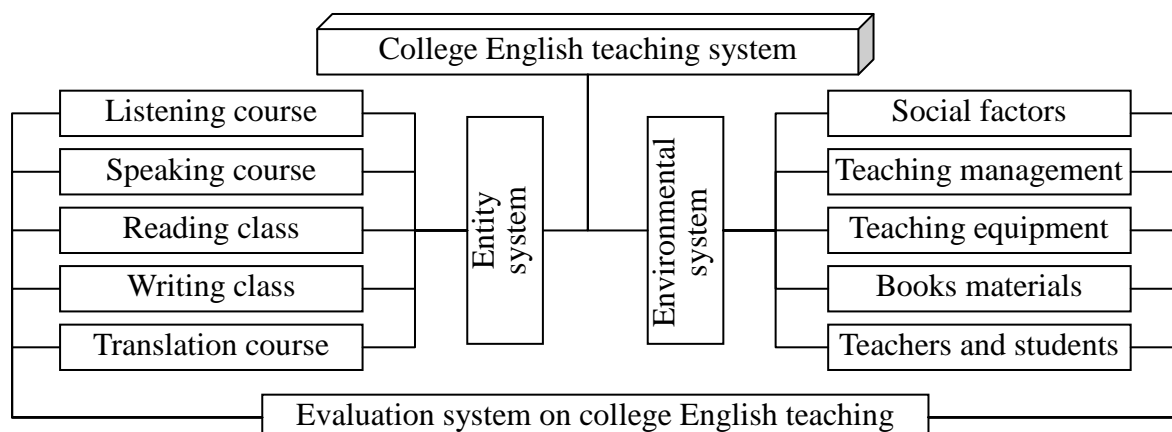 College English teaching system
Listening course
Speaking course
Reading class
Writing class
Translation course
Entity
system
Environmental
system
Social factors
Teaching management
Teaching equipment
Books materials
Teachers and students
Evaluation system on college English teaching